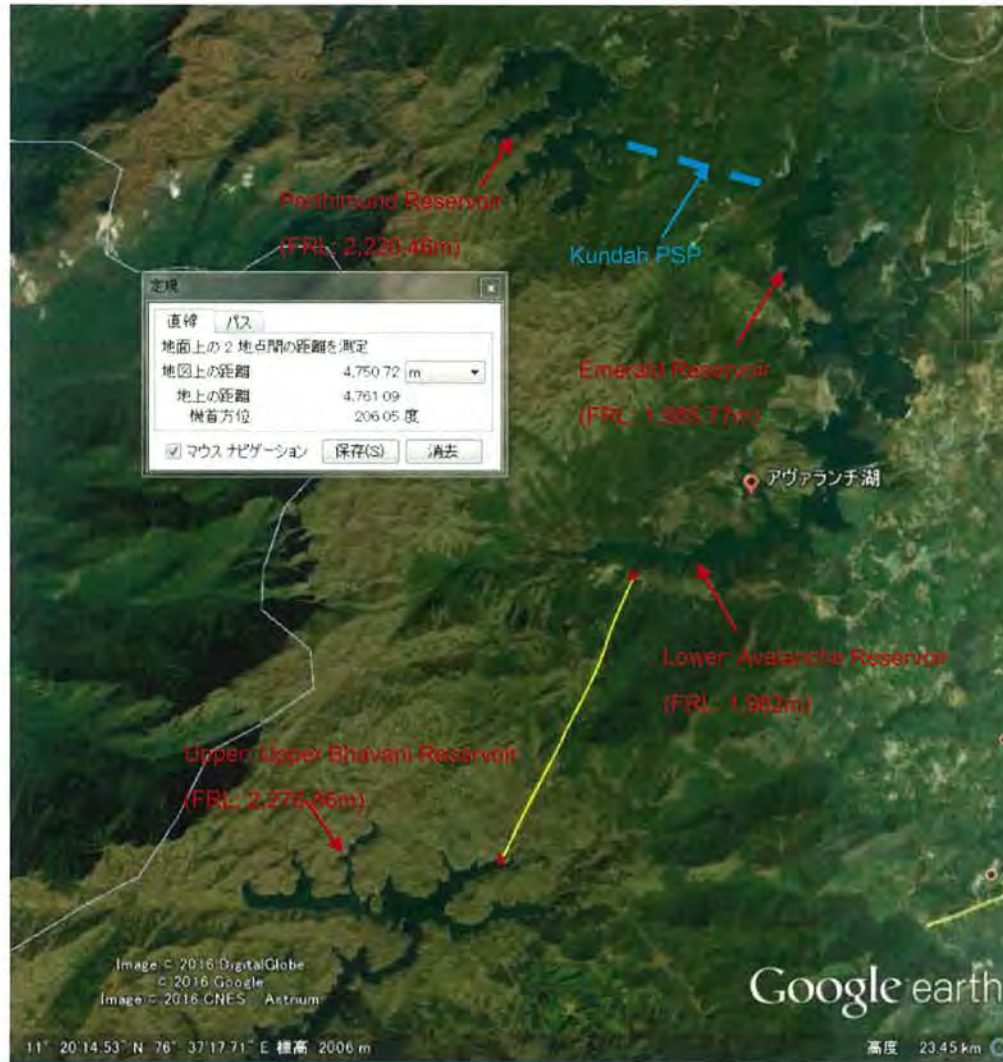 Porthimund Reservoir
(FRL: 2,220.46m)
Kundah PSP
定規
直線 パス
地面上の 2 地点間の距離を測定
地図上の距離 4,750.72 m
地上の距離 4,761.09
機首方位 206.05 度
マウス ナビゲーション 保存(S) 消去
Emerald Reservoir
(FRL: 1,985.77m)
アヴァランチ湖
Lower: Avalanche Reservoir
(FRL: 1,982m)
Upper: Upper Bhavani Reservoir
Image © 2016 DigitalGlobe
© 2016 Google
Image © 2016 CNES / Astrium
Google earth
11° 20'14.53" N 76° 37'17.71" E 標高 2006 m 高度 23.45 km